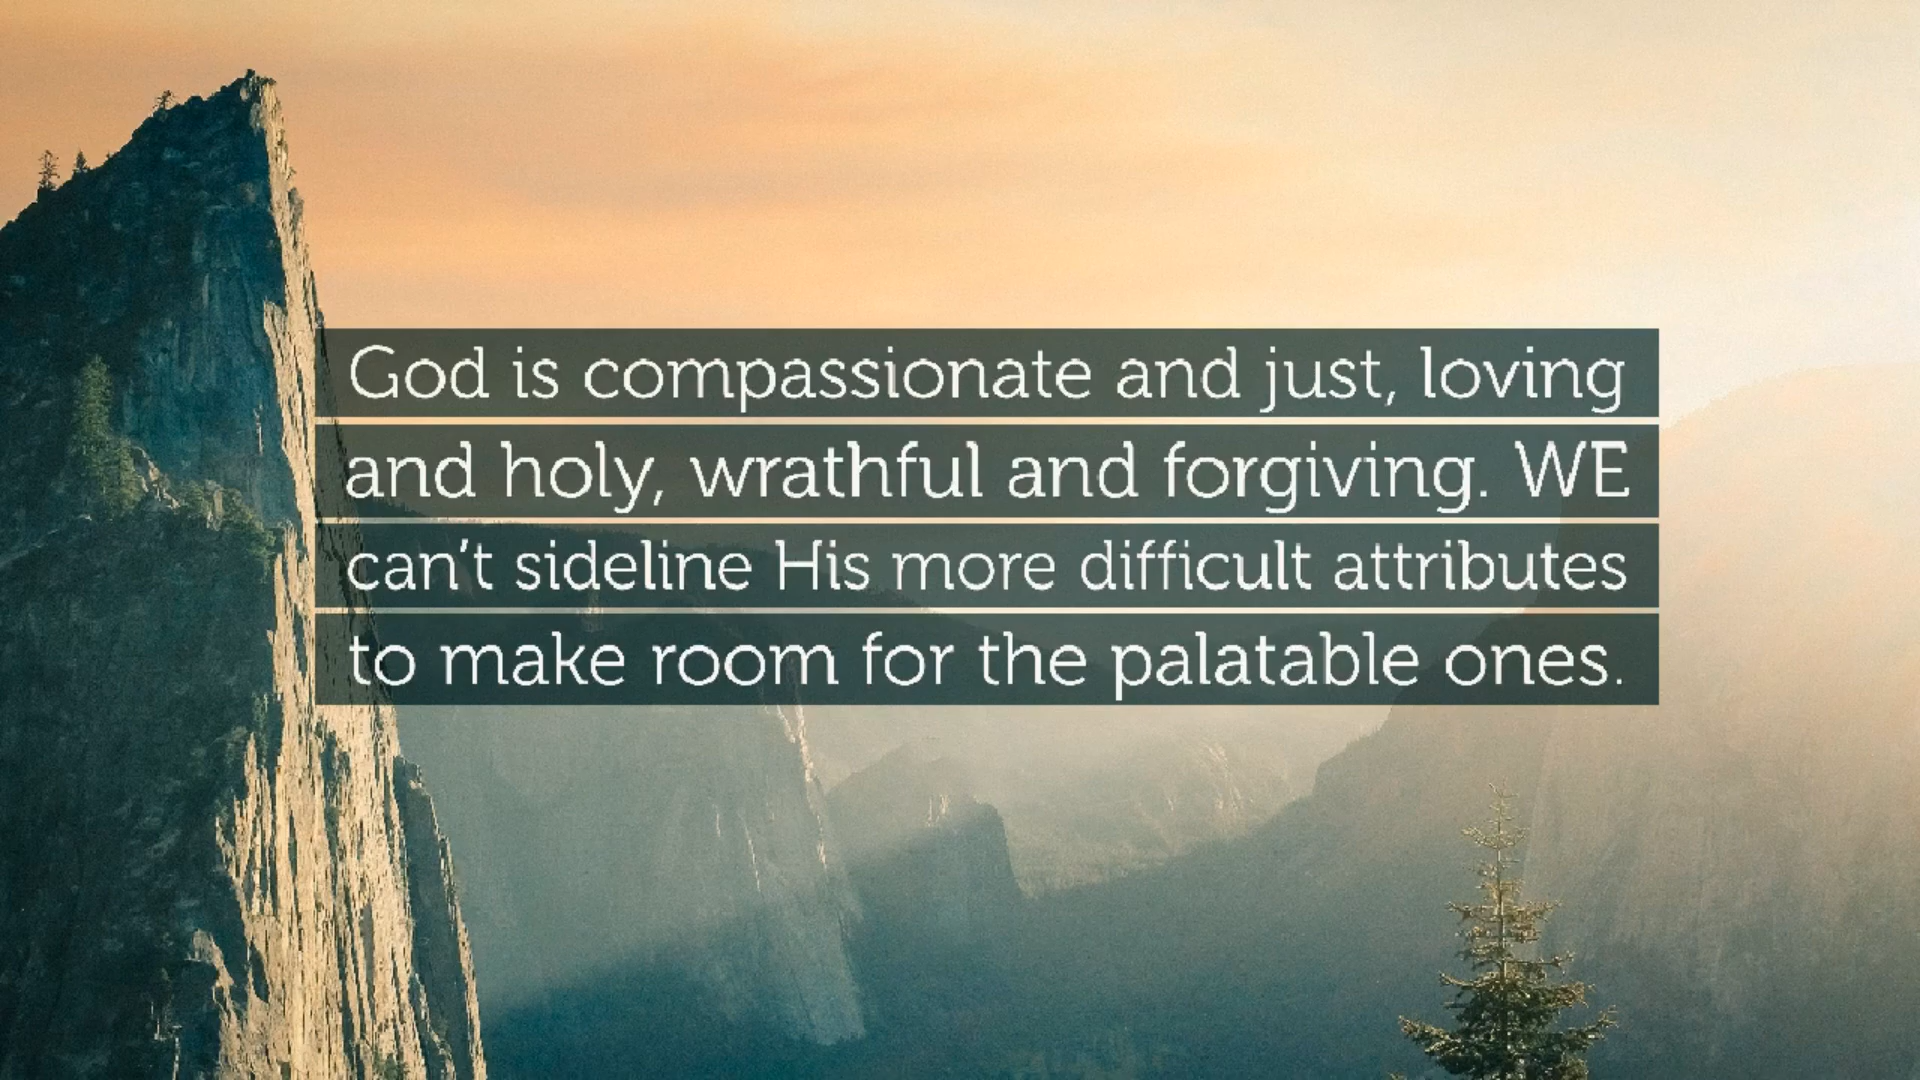 God is compassionate and just, loving
and holy, wrathful and forgiving. WE
can’t sideline His more difficult attributes
to make room for the palatable ones.